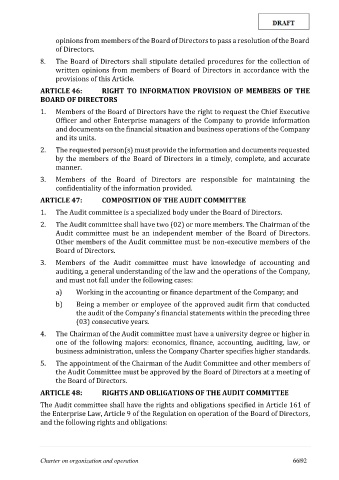 DRAFT
opinions from members of the Board of Directors to pass a resolution of the Board
of Directors.
8. The Board of Directors shall stipulate detailed procedures for the collection of
written opinions from members of Board of Directors in accordance with the
provisions of this Article.
ARTICLE 46: RIGHT TO INFORMATION PROVISION OF MEMBERS OF THE
BOARD OF DIRECTORS
1. Members of the Board of Directors have the right to request the Chief Executive
Officer and other Enterprise managers of the Company to provide information
and documents on the financial situation and business operations of the Company
and its units.
2. The requested person(s) must provide the information and documents requested
by the members of the Board of Directors in a timely, complete, and accurate
manner.
3. Members of the Board of Directors are responsible for maintaining the
confidentiality of the information provided.
ARTICLE 47: COMPOSITION OF THE AUDIT COMMITTEE
1. The Audit committee is a specialized body under the Board of Directors.
2. The Audit committee shall have two (02) or more members. The Chairman of the
Audit committee must be an independent member of the Board of Directors.
Other members of the Audit committee must be non-executive members of the
Board of Directors.
3. Members of the Audit committee must have knowledge of accounting and
auditing, a general understanding of the law and the operations of the Company,
and must not fall under the following cases:
a) Working in the accounting or finance department of the Company; and
b) Being a member or employee of the approved audit firm that conducted
the audit of the Company's financial statements within the preceding three
(03) consecutive years.
4. The Chairman of the Audit committee must have a university degree or higher in
one of the following majors: economics, finance, accounting, auditing, law, or
business administration, unless the Company Charter specifies higher standards.
5. The appointment of the Chairman of the Audit Committee and other members of
the Audit Committee must be approved by the Board of Directors at a meeting of
the Board of Directors.
ARTICLE 48: RIGHTS AND OBLIGATIONS OF THE AUDIT COMMITTEE
The Audit committee shall have the rights and obligations specified in Article 161 of
the Enterprise Law, Article 9 of the Regulation on operation of the Board of Directors,
and the following rights and obligations:
Charter on organization and operation 66/92